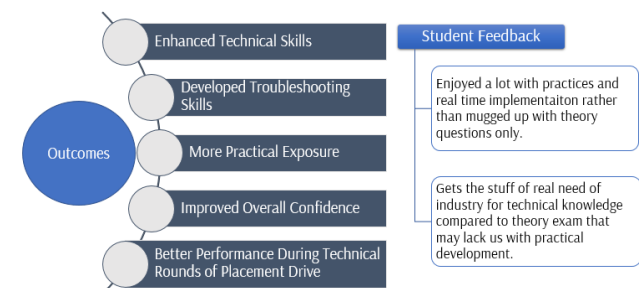 Outcomes
Enhanced Technical Skills
Developed Troubleshooting
Skills
More Practical Exposure
Improved Overall Confidence
Better Performance During Technical
Rounds of Placement Drive
Student Feedback
Enjoyed a lot with practices and
real time implementaiton rather
than mugged up with theory
questions only.
Gets the stuff of real need of
industry for technical knowledge
compared to theory exam that
may lack us with practical
development.